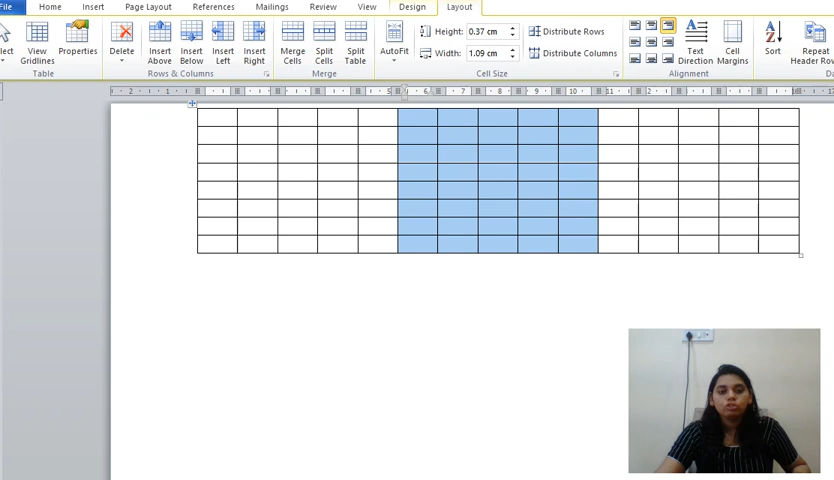 File Home Insert Page Layout References Mailings Review View Design Layout
View Gridlines
Properties
Delete
Insert Above
Insert Below
Insert Left
Insert Right
Merge Cells
Split Cells
Split Table
AutoFit
Height: 0.37 cm
Width: 1.09 cm
Distribute Rows
Distribute Columns
Text Direction
Cell Margins
Sort
Repeat
Table Rows & Columns Merge Cell Size Alignment